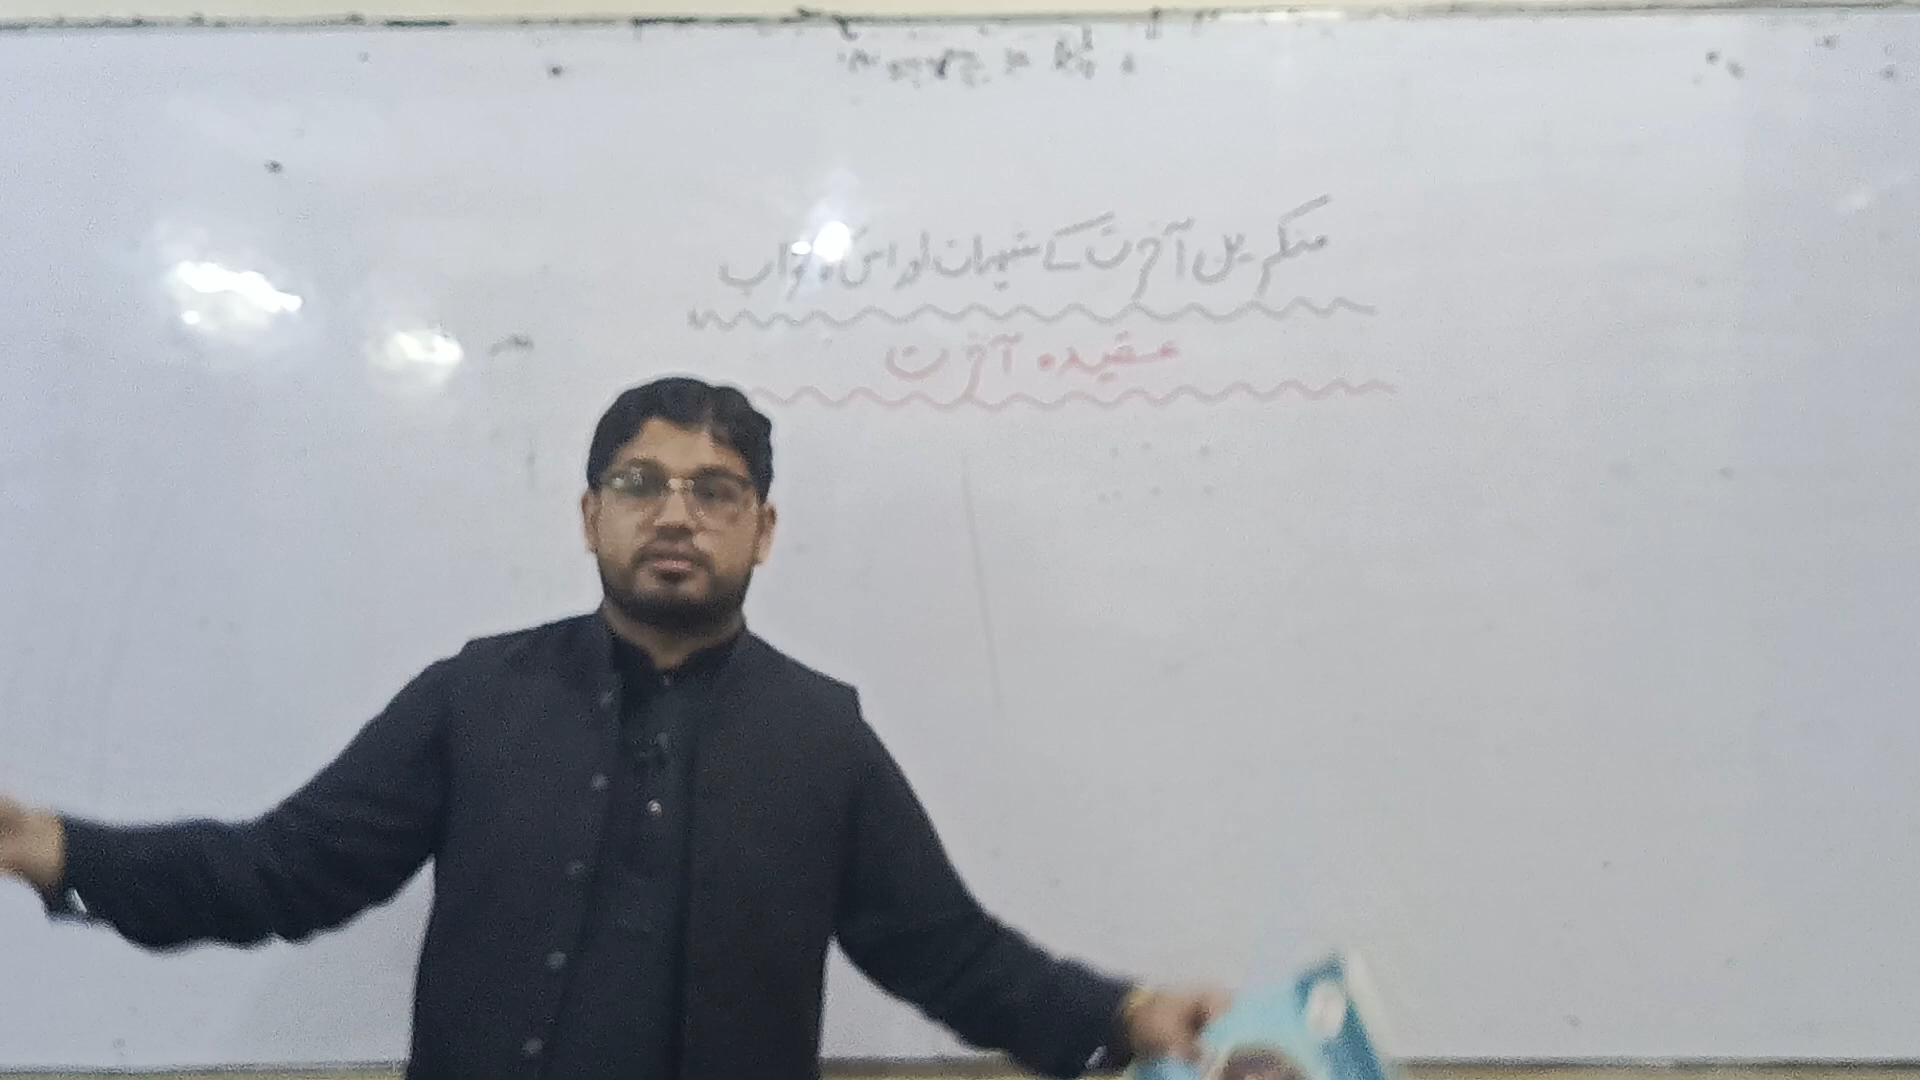 منکرین آخرت کے شبہات اور اس کا جواب
عقیدہ آخرت